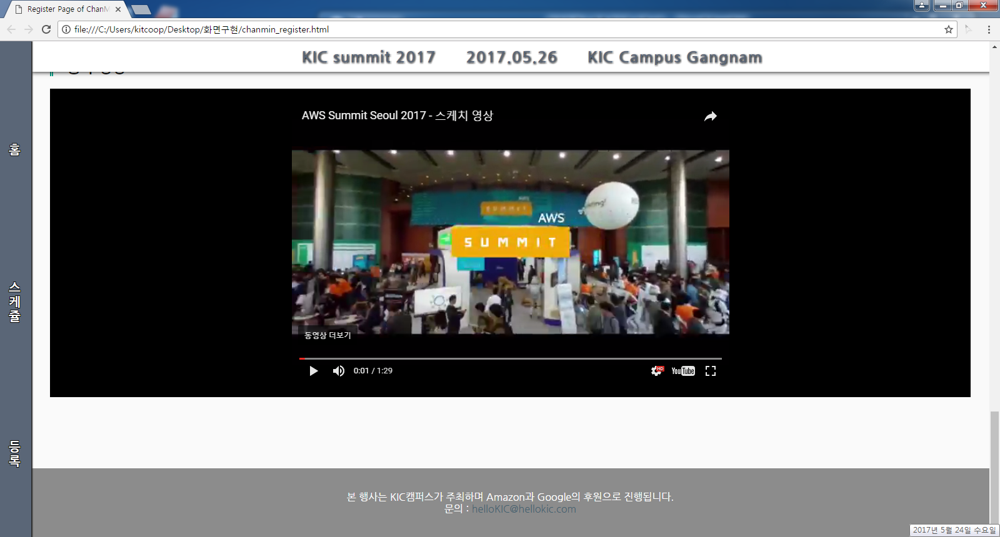 Register Page of ChanM
file:///C:/Users/kitcoop/Desktop/화면구현/chanmin_register.html
KIC summit 2017 2017.05.26 KIC Campus Gangnam
홈
스케쥴
등록
AWS Summit Seoul 2017 - 스케치 영상
SUMMIT
AWS
SUMMIT
동영상 더보기
0:01 / 1:29
HD
YouTube
본 행사는 KIC캠퍼스가 주최하며 Amazon과 Google의 후원으로 진행됩니다.
문의 : helloKIC@hellokic.com
2017년 5월 24일 수요일